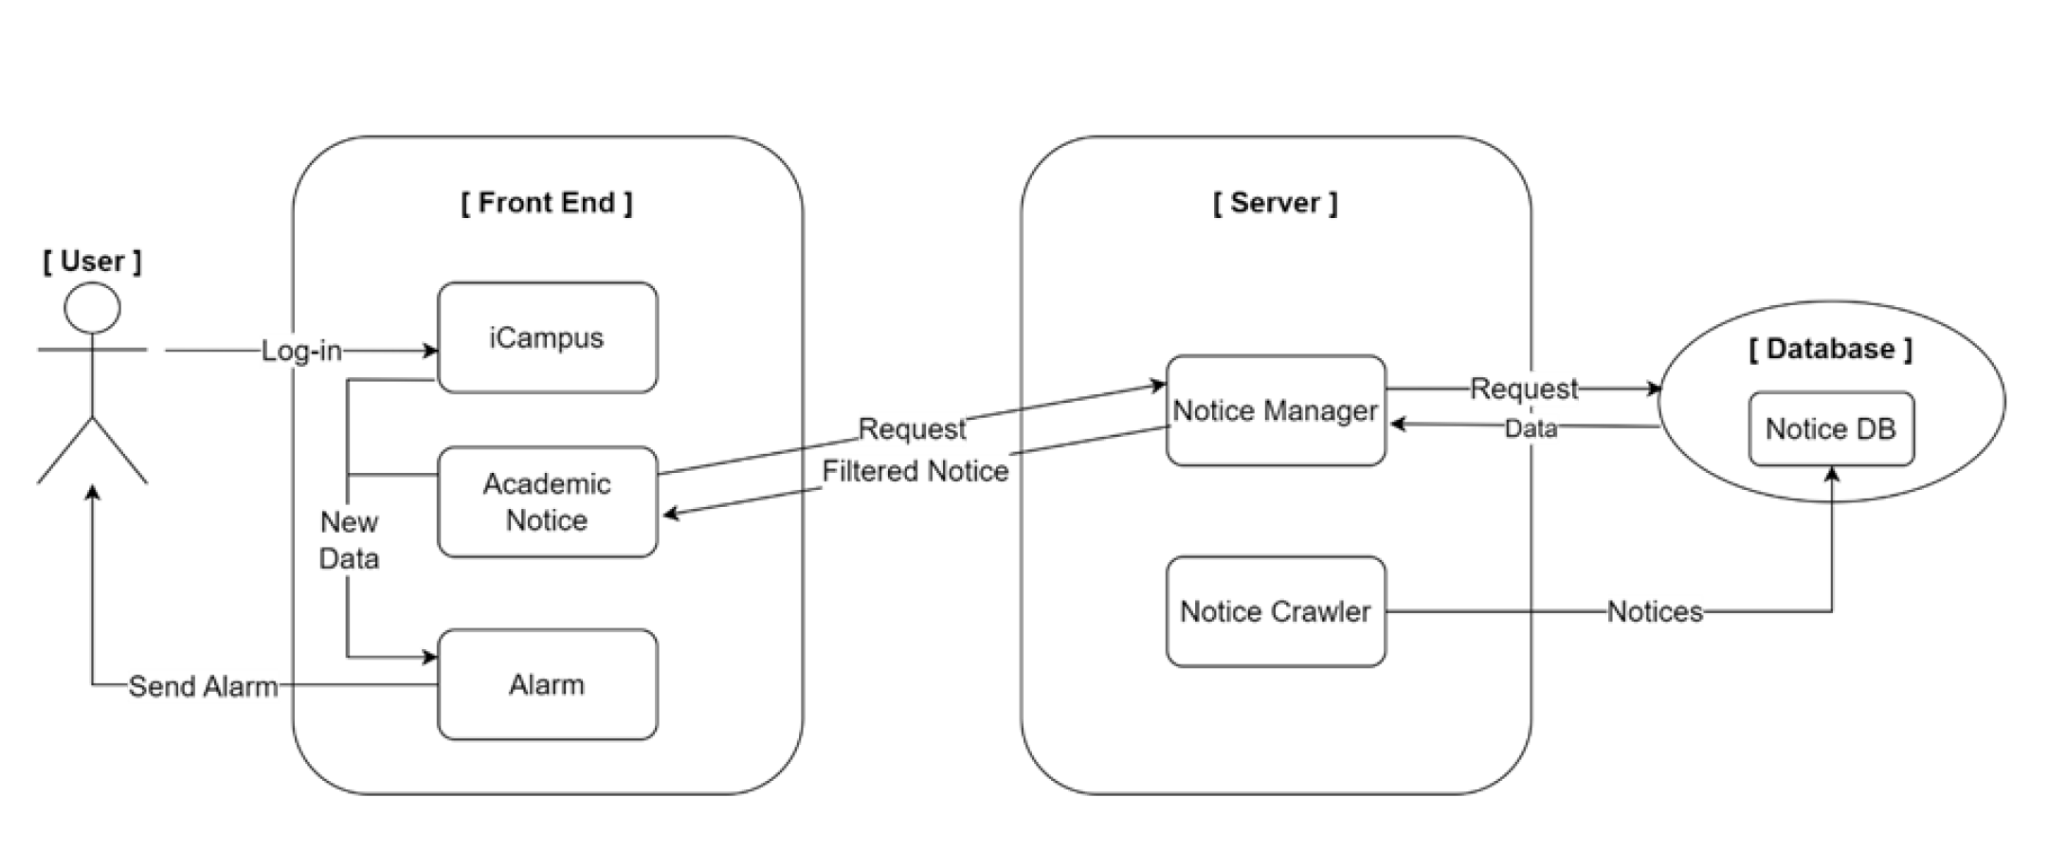 [ Front End ]
[ Server ]
[ User ]
iCampus
Log-in
[ Database ]
Request
Notice Manager
Data
Notice DB
Request
Filtered Notice
Academic
Notice
New
Data
Notice Crawler
Notices
Alarm
Send Alarm